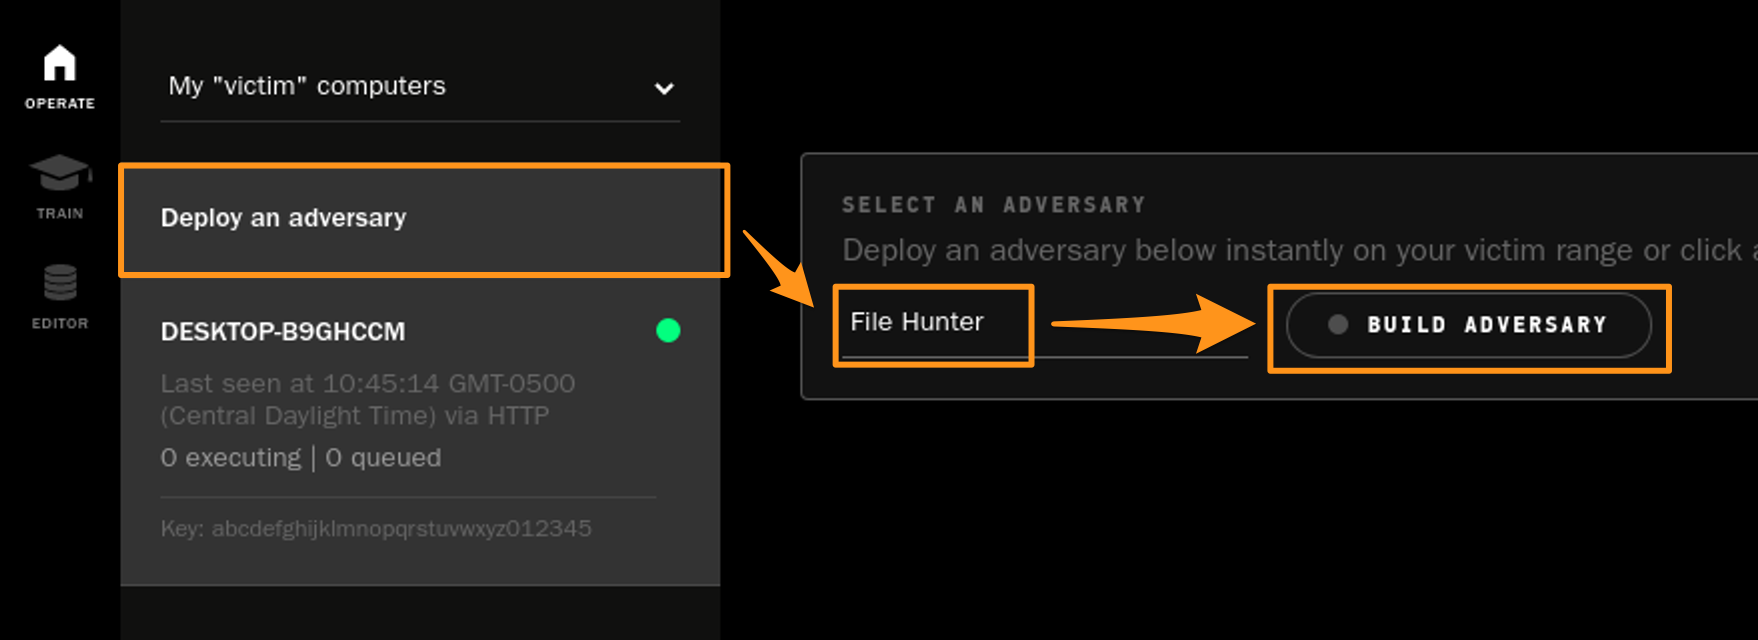 OPERATE
TRAIN
EDITOR
My "victim" computers
Deploy an adversary
DESKTOP-B9GHCCM
Last seen at 10:45:14 GMT-0500
(Central Daylight Time) via HTTP
0 executing | 0 queued
Key: abcdefghijklmnopqrstuvwxyz012345
SELECT AN ADVERSARY
Deploy an adversary below instantly on your victim range or click
File Hunter
BUILD ADVERSARY